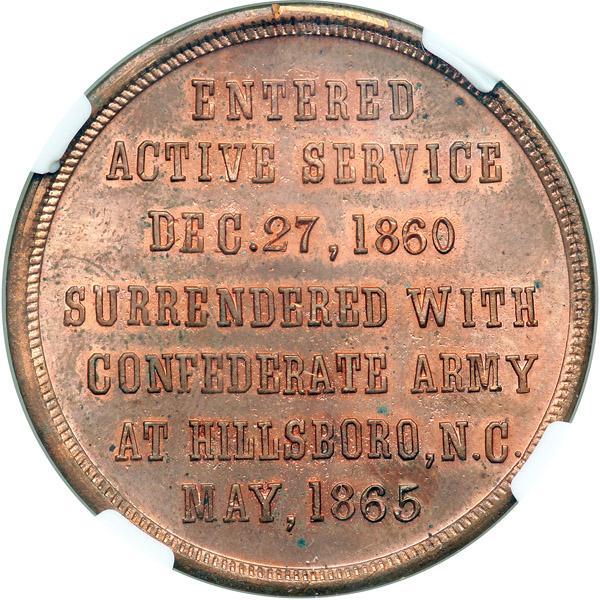 ENTERED
ACTIVE SERVICE
DEC. 27, 1860
SURRENDERED WITH
CONFEDERATE ARMY
AT HILLSBORO, N.C.
MAY, 1865